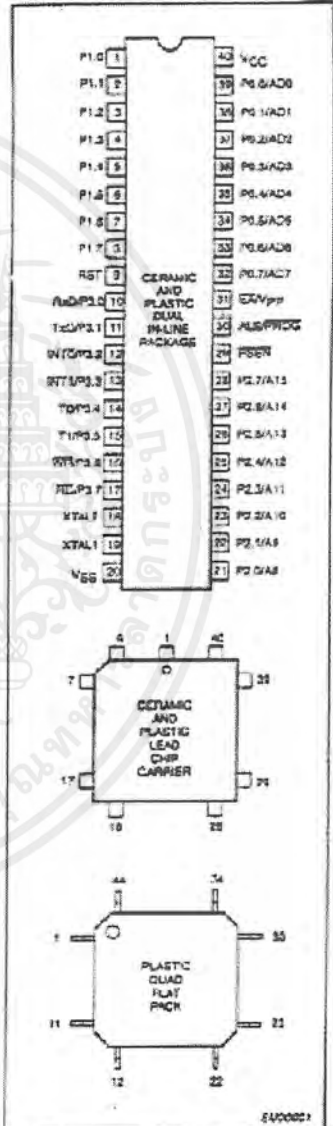 P1.0 1 40 VCC
P1.1 2 39 P0.0/AD0
P1.2 3 38 P0.1/AD1
P1.3 4 37 P0.2/AD2
P1.4 5 36 P0.3/AD3
P1.5 6 35 P0.4/AD4
P1.6 7 34 P0.5/AD5
P1.7 8 33 P0.6/AD6
RST 9 32 P0.7/AD7
RxD/P3.0 10 31 EA/Vpp
TxD/P3.1 11 30 ALE/PROG
INT0/P3.2 12 29 PSEN
INT1/P3.3 13 28 P2.7/A15
T0/P3.4 14 27 P2.6/A14
T1/P3.5 15 26 P2.5/A13
WR/P3.6 16 25 P2.4/A12
RD/P3.7 17 24 P2.3/A11
XTAL2 18 23 P2.2/A10
XTAL1 19 22 P2.1/A9
VSS 20 21 P2.0/A8
CERAMIC
AND
PLASTIC
DUAL
IN-LINE
PACKAGE
6 1 40
7 39
CERAMIC
AND
PLASTIC
LEAD
CHIP
CARRIER
17 29
18 28
44 34
1 33
PLASTIC
QUAD
FLAT
PACK
11 23
12 22